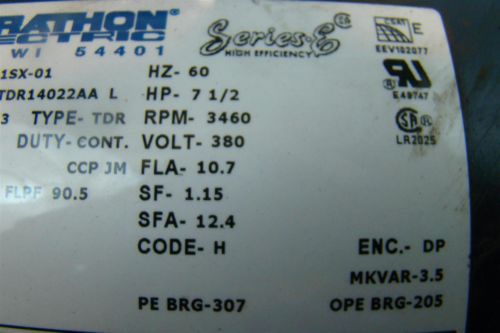 RATHON
ECTRIC
WI 54401
Series-E
HIGH EFFICIENCY
E
EEV102077
1SX-01
HZ- 60
UR
E49747
TDR14022AA L
HP- 7 1/2
3 TYPE- TDR
RPM- 3460
DUTY- CONT.
VOLT- 380
SA
LR2025
CCP JM
FLA- 10.7
FLPF 90.5
SF- 1.15
SFA- 12.4
CODE- H
ENC.- DP
MKVAR-3.5
PE BRG-307
OPE BRG-205